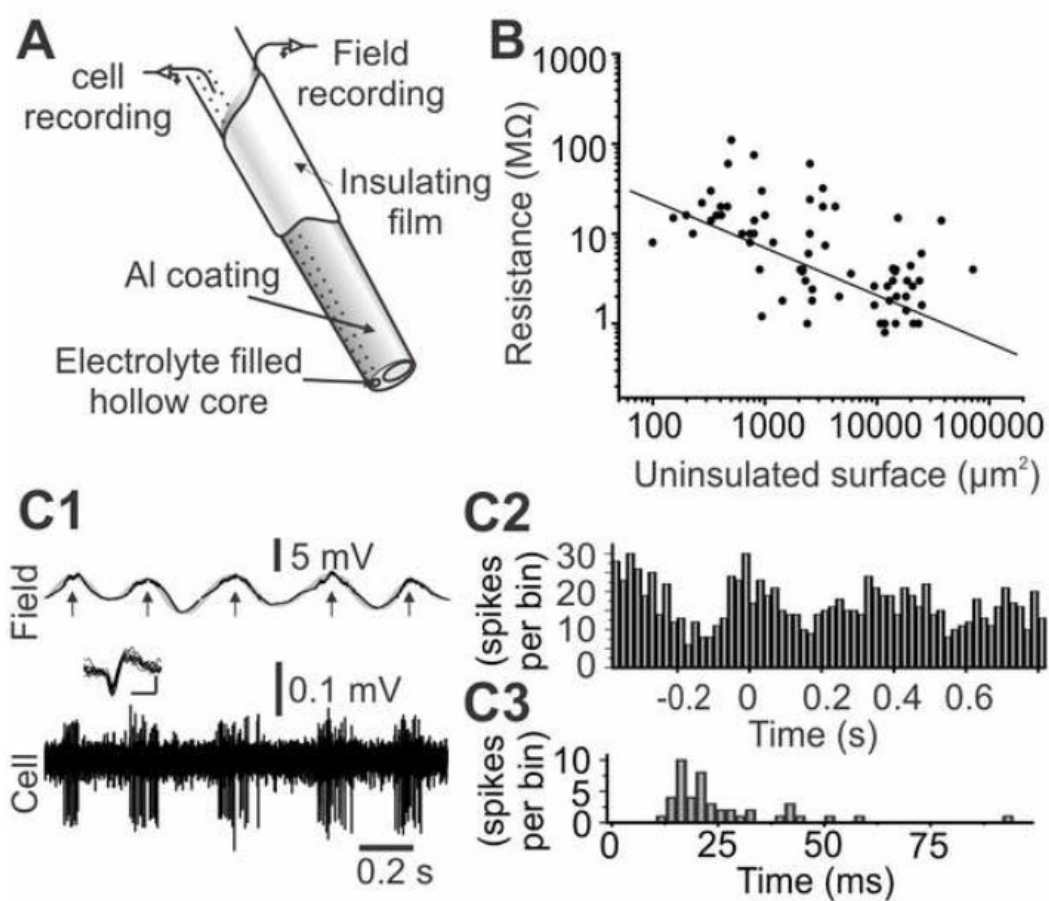 A
cell
recording
Field
recording
Insulating
film
Al coating
Electrolyte filled
hollow core
B
Resistance (MΩ)
1000
100
10
1
100
1000
10000
100000
Uninsulated surface (µm²)
C1
Field
5 mV
0.1 mV
Cell
0.2 s
C2
(spikes
per bin)
30
20
10
0
-0.2
0
0.2
0.4
0.6
Time (s)
C3
(spikes
per bin)
10
5
0
0
25
50
75
Time (ms)